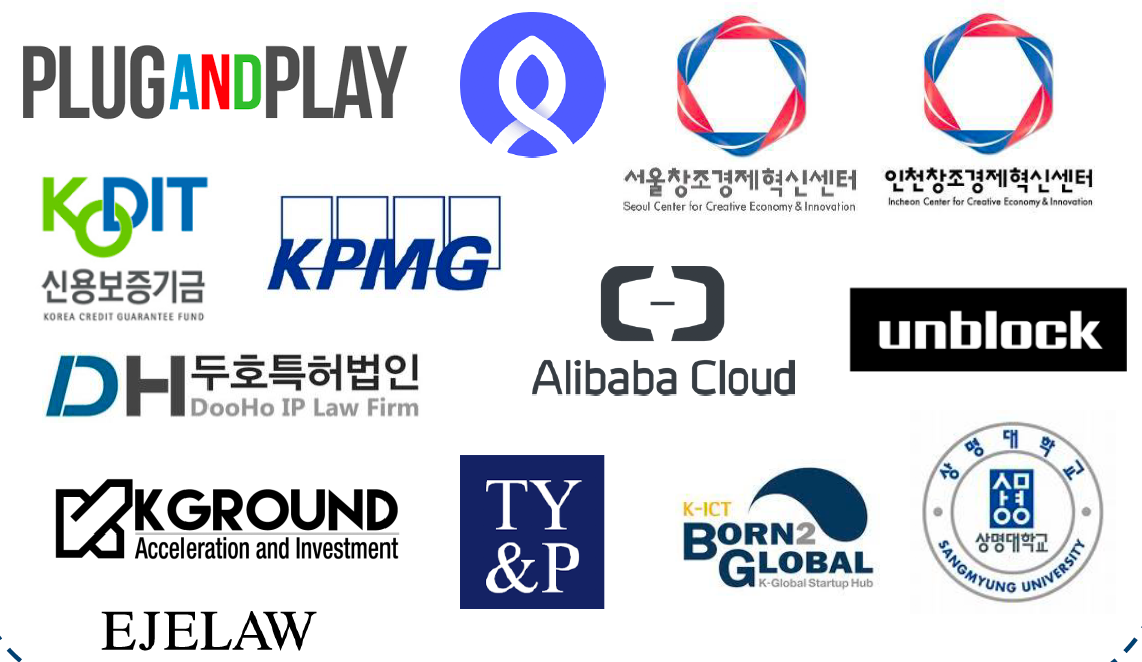 PLUGANDPLAY
서울창조경제혁신센터
Seoul Center for Creative Economy & Innovation
인천창조경제혁신센터
Incheon Center for Creative Economy & Innovation
KODIT
신용보증기금
KOREA CREDIT GUARANTEE FUND
KPMG
Alibaba Cloud
unblock
DH두호특허법인
DooHo IP Law Firm
상명대학교
상명
상명대학교
SANGMYUNG UNIVERSITY
KGROUND
Acceleration and Investment
TY
&P
K-ICT
BORN2
GLOBAL
K-Global Startup Hub
EJELAW